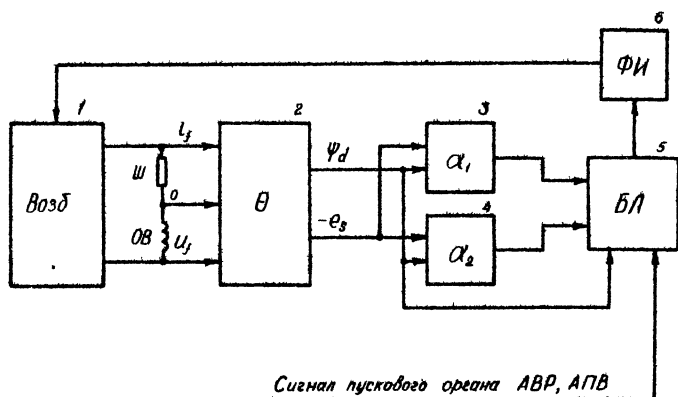 6
ФИ
1
2
3
5
i_f
ψ_d
α_1
Ш
0
Возб
θ
БЛ
4
-e_s
ОВ
U_f
α_2
Сигнал пускового органа АВР, АПВ